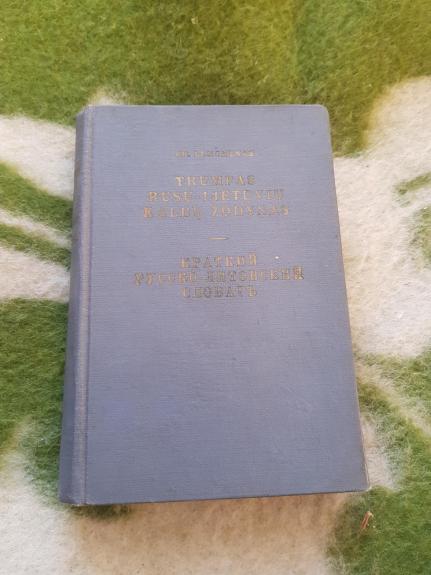 TRUMPAS
RUSŲ-LIETUVIŲ
KALBŲ ŽODYNAS
—
КРАТКИЙ
РУССКО-ЛИТОВСКИЙ
СЛОВАРЬ